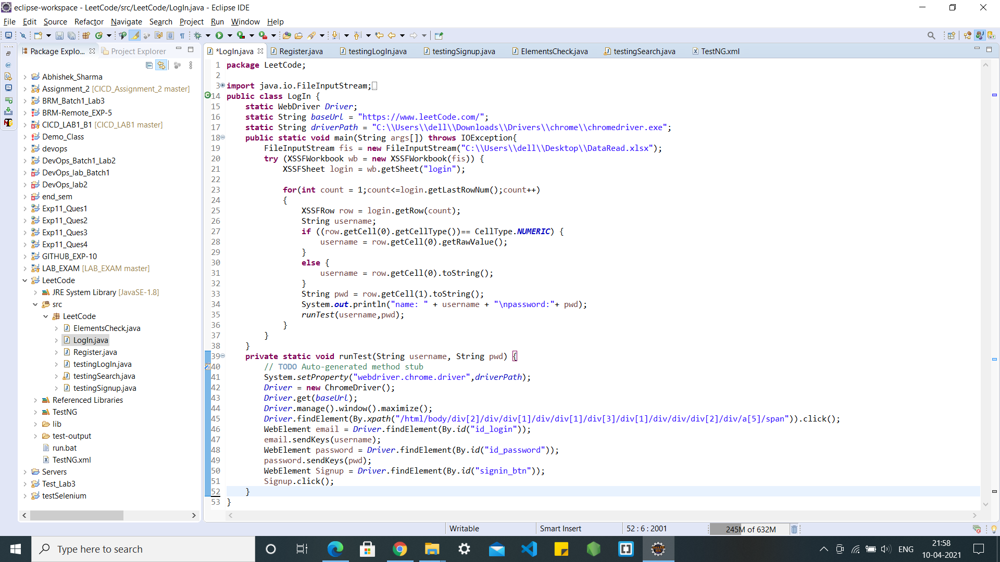 eclipse-workspace - LeetCode/src/LeetCode/LogIn.java - Eclipse IDE
File Edit Source Refactor Navigate Search Project Run Window Help
Package Explo... Project Explorer
*LogIn.java Register.java testingLogIn.java testingSignup.java ElementsCheck.java testingSearch.java TestNG.xml
Abhishek_Sharma
Assignment_2 [CICD_Assignment_2 master]
BRM_Batch1_Lab3
BRM-Remote_EXP-5
CICD_LAB1_B1 [CICD_LAB1 master]
Demo_Class
devops
DevOps_Batch1_Lab2
DevOps_lab_Batch1
DevOps_lab2
end_sem
Exp11_Ques1
Exp11_Ques2
Exp11_Ques3
Exp11_Ques4
GITHUB_EXP-10
LAB_EXAM [LAB_EXAM master]
LeetCode
JRE System Library [JavaSE-1.8]
src
LeetCode
ElementsCheck.java
LogIn.java
Register.java
testingLogIn.java
testingSearch.java
testingSignup.java
Referenced Libraries
TestNG
lib
test-output
run.bat
TestNG.xml
Servers
Test_Lab3
testSelenium
1 package LeetCode;
2
3 import java.io.FileInputStream;
14 public class LogIn {
15 static WebDriver Driver;
16 static String baseUrl = "https://www.leetCode.com/";
17 static String driverPath = "C:\\Users\\dell\\Downloads\\Drivers\\chrome\\chromedriver.exe";
18 public static void main(String args[]) throws IOException{
19 FileInputStream fis = new FileInputStream("C:\\Users\\dell\\Desktop\\DataRead.xlsx");
20 try (XSSFWorkbook wb = new XSSFWorkbook(fis)) {
21 XSSFSheet login = wb.getSheet("login");
22
23 for(int count = 1;count<=login.getLastRowNum();count++)
24 {
25 XSSFRow row = login.getRow(count);
26 String username;
27 if ((row.getCell(0).getCellType())== CellType.NUMERIC) {
28 username = row.getCell(0).getRawValue();
29 }
30 else {
31 username = row.getCell(0).toString();
32 }
33 String pwd = row.getCell(1).toString();
34 System.out.println("name: " + username + "\npassword:"+ pwd);
35 runTest(username,pwd);
36 }
37 }
38 }
39 private static void runTest(String username, String pwd) {
40 // TODO Auto-generated method stub
41 System.setProperty("webdriver.chrome.driver",driverPath);
42 Driver = new ChromeDriver();
43 Driver.get(baseUrl);
44 Driver.manage().window().maximize();
45 Driver.findElement(By.xpath("/html/body/div[2]/div/div[1]/div/div[1]/div[3]/div[1]/div/div/div[2]/div/a[5]/span")).click();
46 WebElement email = Driver.findElement(By.id("id_login"));
47 email.sendKeys(username);
48 WebElement password = Driver.findElement(By.id("id_password"));
49 password.sendKeys(pwd);
50 WebElement Signup = Driver.findElement(By.id("signin_btn"));
51 Signup.click();
52 }
53 }
Writable Smart Insert 52 : 6 : 2001 245M of 632M
Type here to search
ENG
21:58
10-04-2021